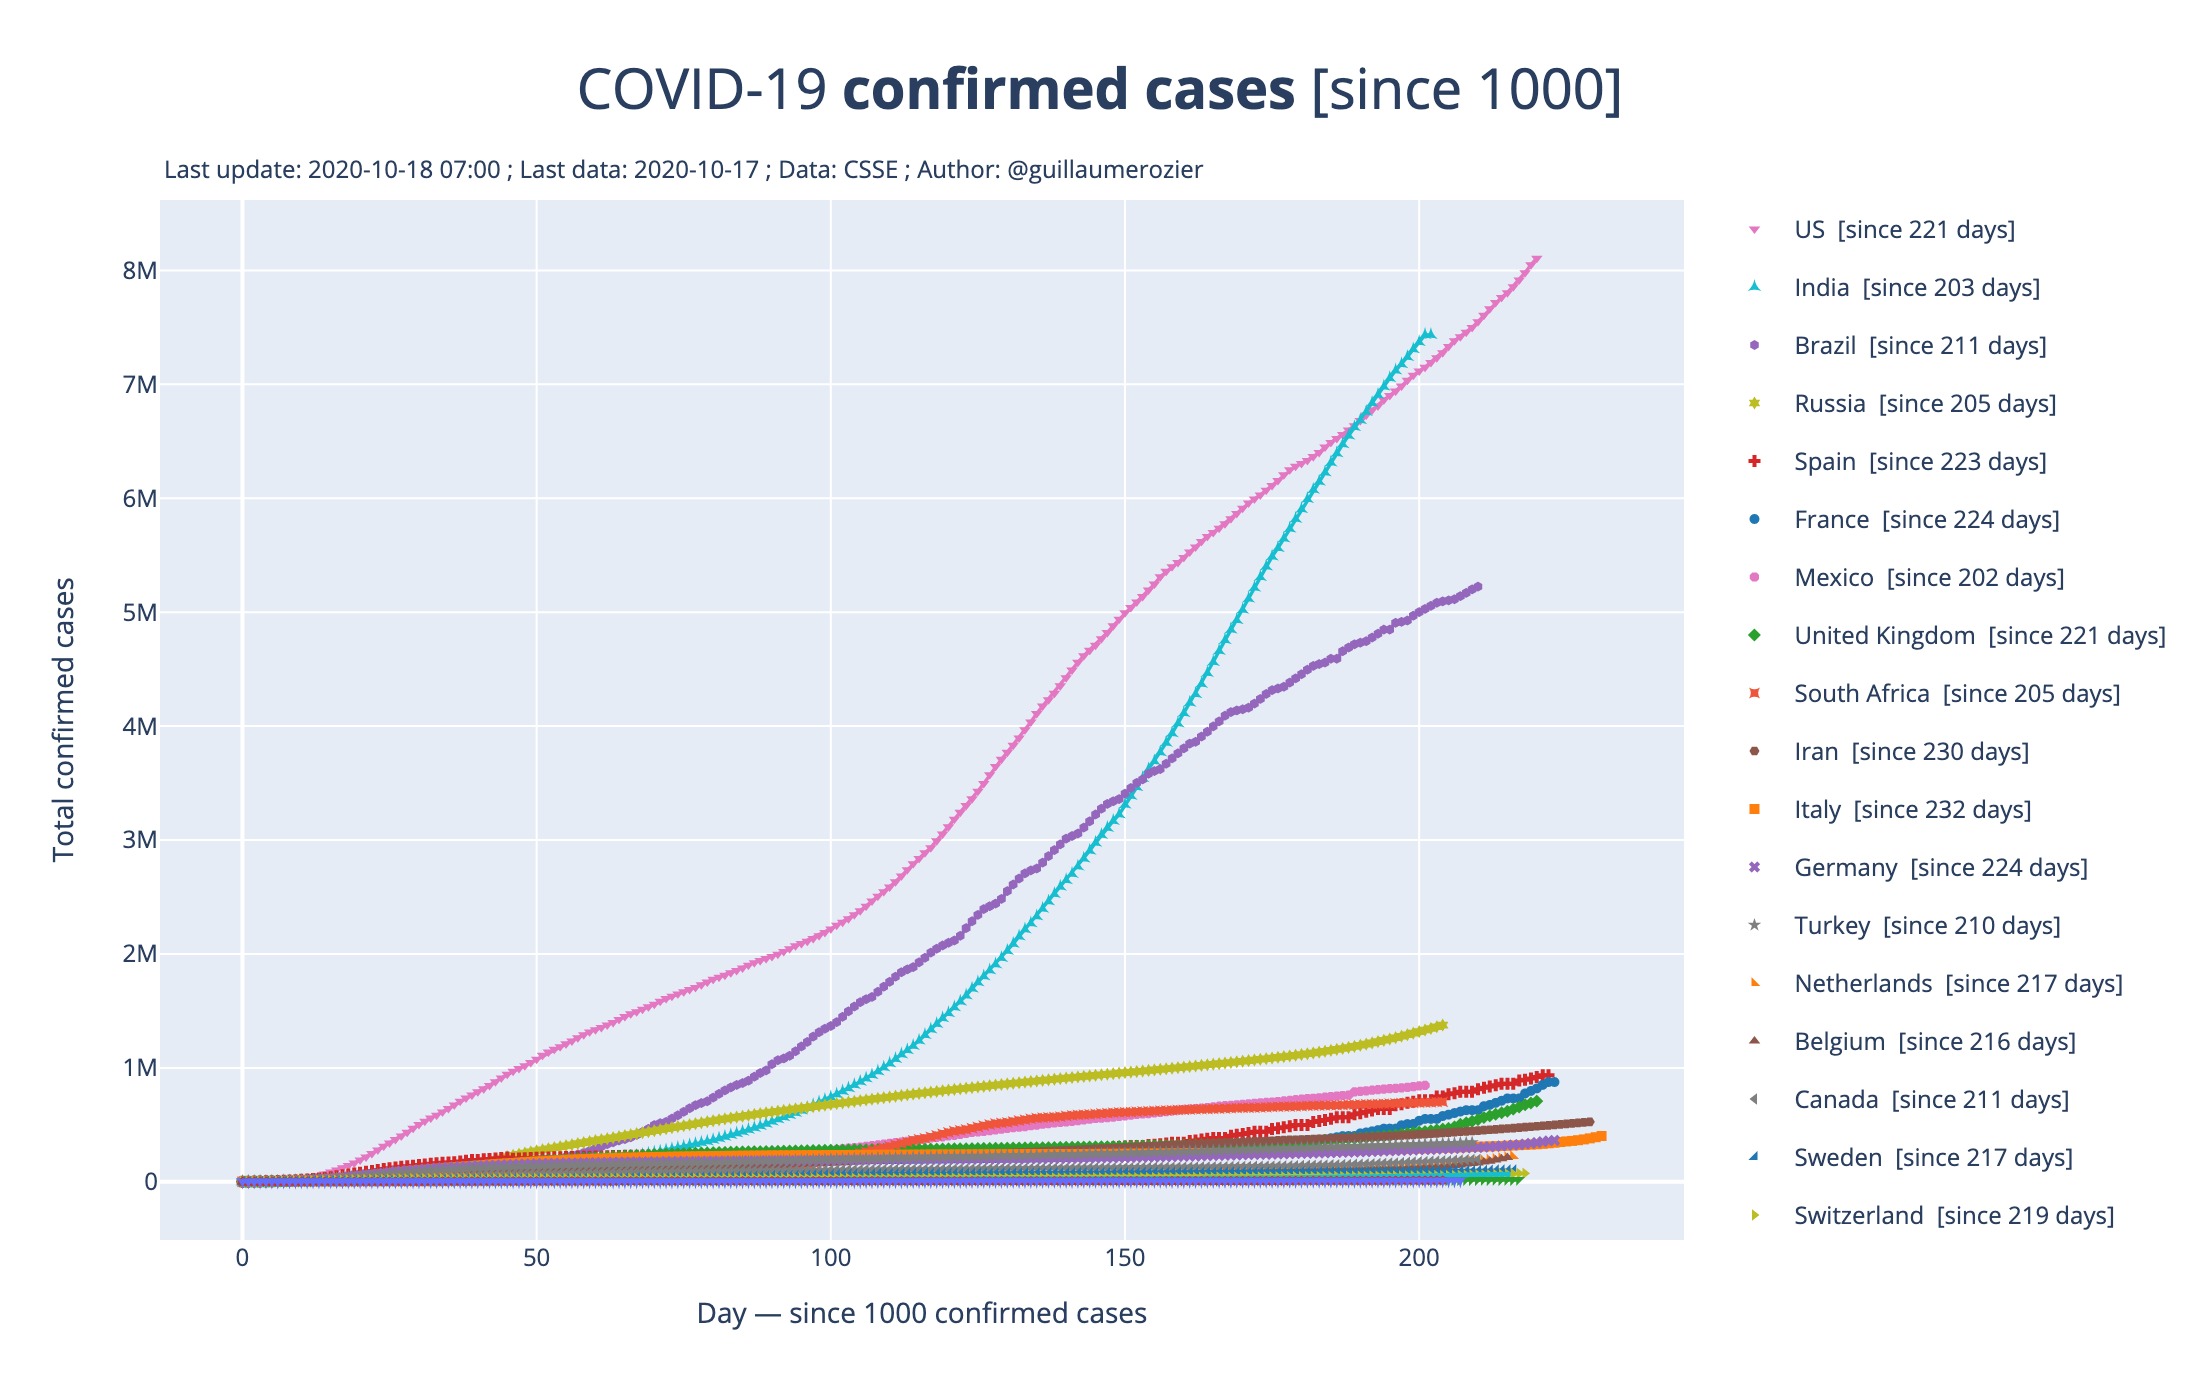 COVID-19 confirmed cases [since 1000]
Last update: 2020-10-18 07:00 ; Last data: 2020-10-17 ; Data: CSSE ; Author: @guillaumerozier
Total confirmed cases
8M
7M
6M
5M
4M
3M
2M
1M
0
0 50 100 150 200
Day — since 1000 confirmed cases
US [since 221 days]
India [since 203 days]
Brazil [since 211 days]
Russia [since 205 days]
Spain [since 223 days]
France [since 224 days]
Mexico [since 202 days]
United Kingdom [since 221 days]
South Africa [since 205 days]
Iran [since 230 days]
Italy [since 232 days]
Germany [since 224 days]
Turkey [since 210 days]
Netherlands [since 217 days]
Belgium [since 216 days]
Canada [since 211 days]
Sweden [since 217 days]
Switzerland [since 219 days]